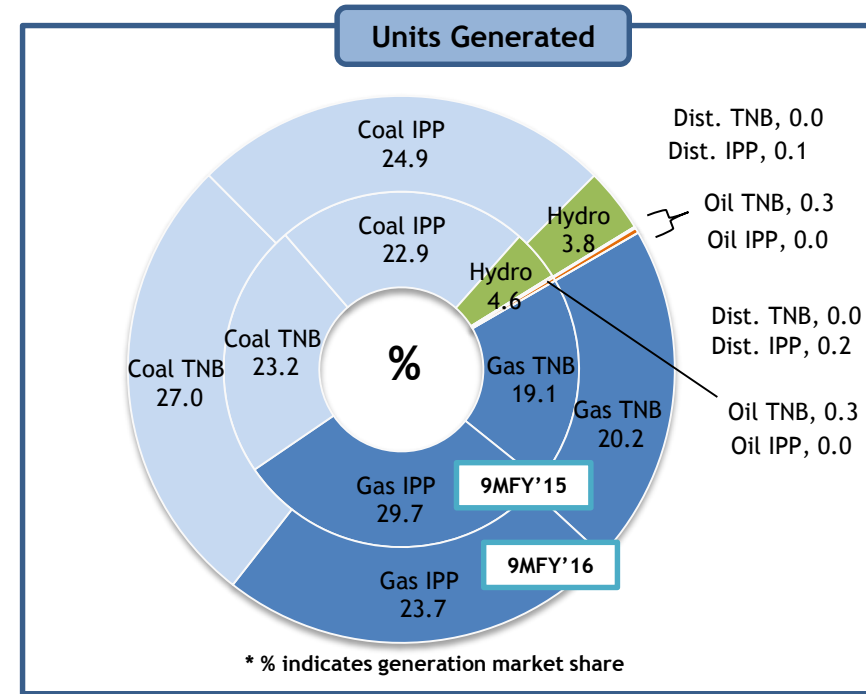 Units Generated
Coal IPP
24.9
Dist. TNB, 0.0
Dist. IPP, 0.1
Oil TNB, 0.3
Oil IPP, 0.0
Hydro
3.8
Coal IPP
22.9
Hydro
4.6
Dist. TNB, 0.0
Dist. IPP, 0.2
Oil TNB, 0.3
Oil IPP, 0.0
Coal TNB
27.0
Coal TNB
23.2
%
Gas TNB
19.1
Gas TNB
20.2
Gas IPP
29.7
9MFY'15
9MFY'16
Gas IPP
23.7
* % indicates generation market share